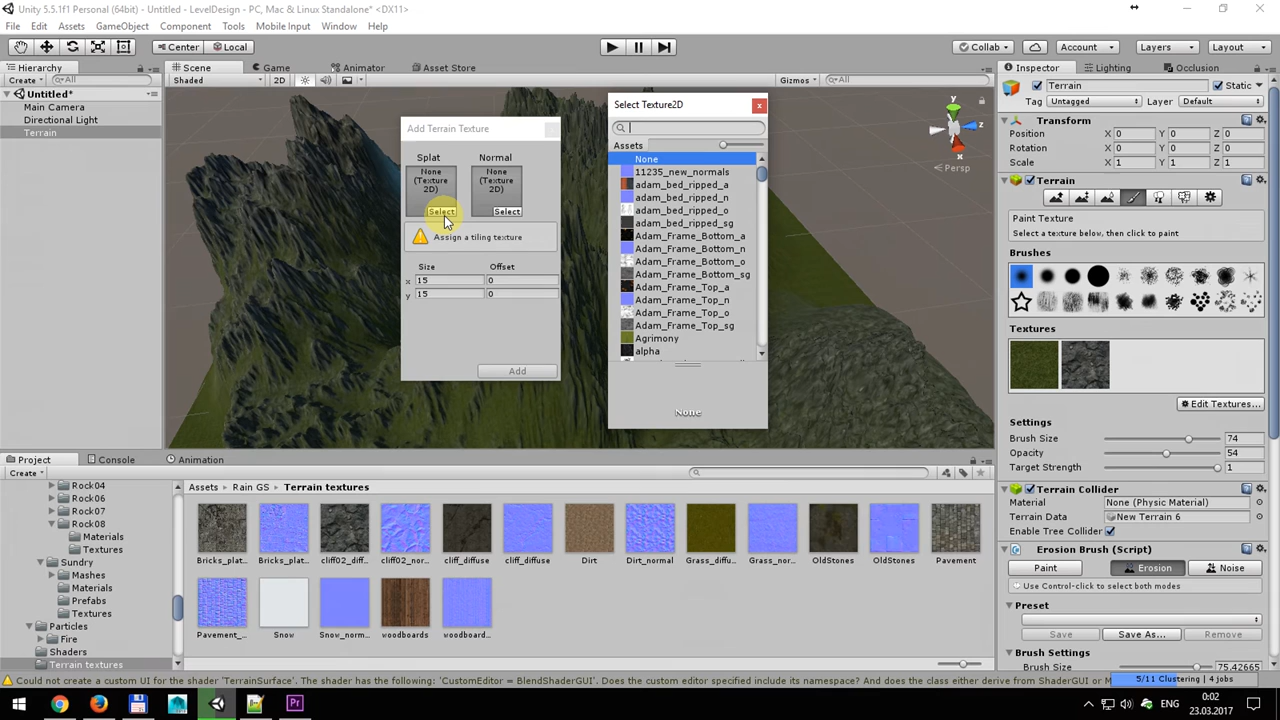 Unity 5.5.1f1 Personal (64bit) - Untitled - LevelDesign - PC, Mac & Linux Standalone* <DX11>
File Edit Assets GameObject Component Tools Mobile Input Window Help
Center Local Collab Account Layers Layout
Hierarchy
Create All
Untitled*
Main Camera
Directional Light
Terrain
Scene Game Animator Asset Store
Shaded 2D Gizmos All
y
z
x
Persp
Add Terrain Texture
Splat Normal
None
(Texture
2D)
Select
None
(Texture
2D)
Select
Assign a tiling texture
Size Offset
x 15 0
y 15 0
Add
Select Texture2D
Assets
None
11235_new_normals
adam_bed_ripped_a
adam_bed_ripped_n
adam_bed_ripped_o
adam_bed_ripped_sg
Adam_Frame_Bottom_a
Adam_Frame_Bottom_n
Adam_Frame_Bottom_o
Adam_Frame_Bottom_sg
Adam_Frame_Top_a
Adam_Frame_Top_n
Adam_Frame_Top_o
Adam_Frame_Top_sg
Agrimony
alpha
None
Inspector Lighting Occlusion
Terrain Static
Tag Untagged Layer Default
Transform
Position X 0 Y 0 Z 0
Rotation X 0 Y 0 Z 0
Scale X 1 Y 1 Z 1
Terrain
Paint Texture
Select a texture below, then click to paint
Brushes
Textures
Edit Textures...
Settings
Brush Size 74
Opacity 54
Target Strength 1
Terrain Collider
Material None (Physic Material)
Terrain Data New Terrain 6
Enable Tree Collider
Erosion Brush (Script)
Paint Erosion Noise
Use Control-click to select both modes
Preset
Save Save As... Remove
Brush Settings
Brush Size 75.42665
Project Console Animation
Create
Rock04
Rock06
Rock07
Rock08
Materials
Textures
Sundry
Meshes
Materials
Prefabs
Textures
Particles
Fire
Shaders
Terrain textures
Assets Rain GS Terrain textures
Bricks_plat... Bricks_plat... cliff02_diff... cliff02_nor... cliff_diffuse cliff_diffuse Dirt Dirt_normal Grass_diffu... Grass_nor... OldStones OldStones Pavement
Pavement_... Snow Snow_norm... woodboards woodboard...
Could not create a custom UI for the shader 'TerrainSurface'. The shader has the following: 'CustomEditor = BlendShaderGUI'. Does the custom editor specified include its namespace? And does the class either derive from ShaderGUI or M
5/11 Clustering | 4 jobs
ENG
0:02
23.03.2017
Pr